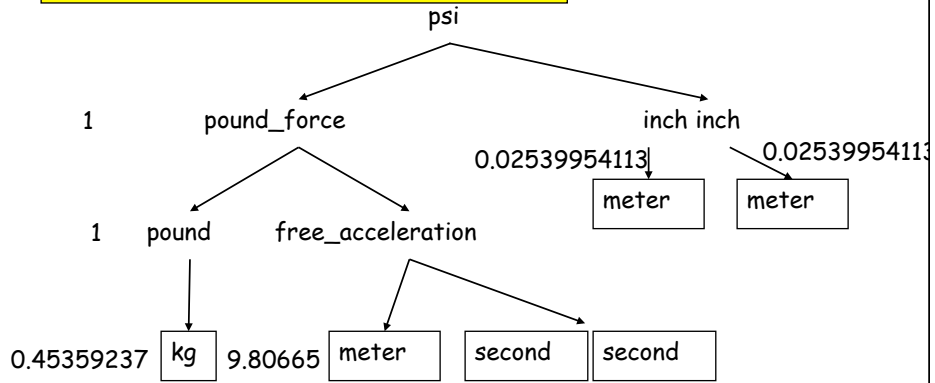 psi
1 pound_force inch inch
0.02539954113 0.02539954113
meter meter
1 pound free_acceleration
0.45359237 kg 9.80665 meter second second